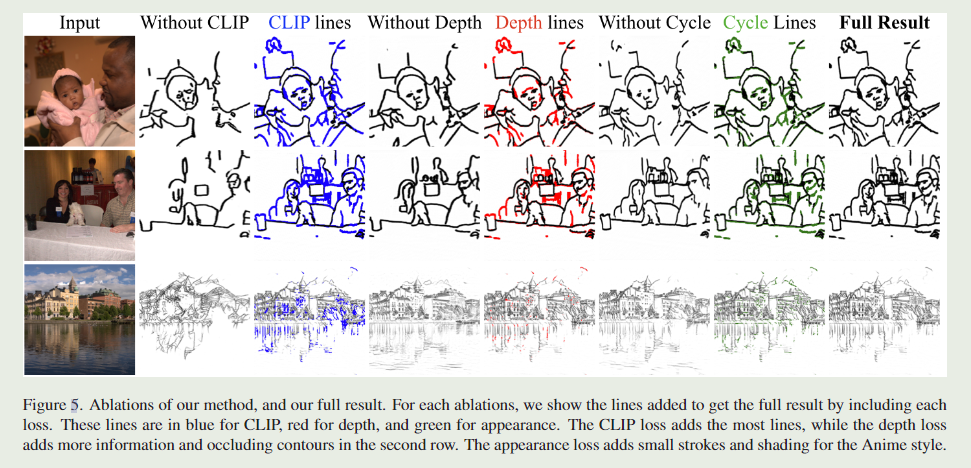 Input Without CLIP CLIP lines Without Depth Depth lines Without Cycle Cycle Lines Full Result
Figure 5. Ablations of our method, and our full result. For each ablations, we show the lines added to get the full result by including each
loss. These lines are in blue for CLIP, red for depth, and green for appearance. The CLIP loss adds the most lines, while the depth loss
adds more information and occluding contours in the second row. The appearance loss adds small strokes and shading for the Anime style.